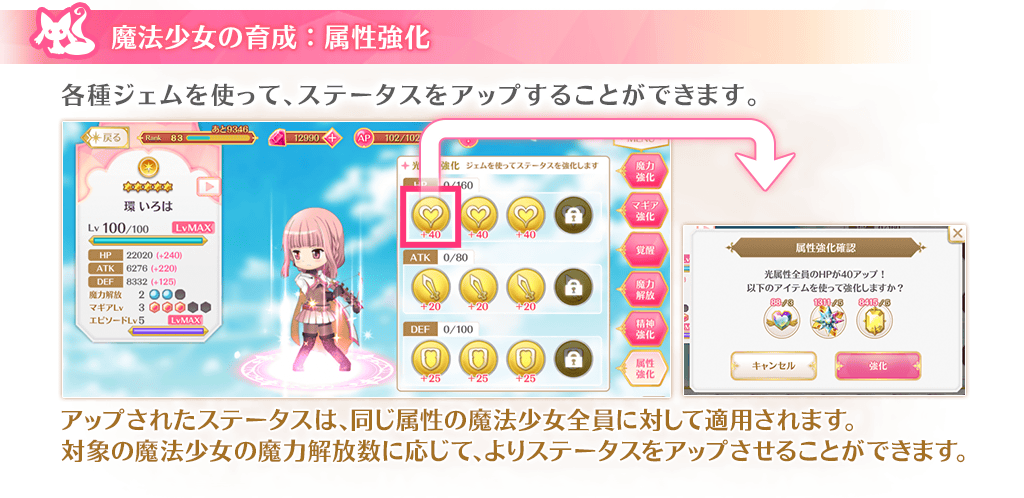 魔法少女の育成：属性強化
各種ジェムを使って、ステータスをアップすることができます。
戻る
Rank 83
あと9346
12990
AP 102/102
MENU
環 いろは
Lv 100/100 LvMAX
HP 22020 (+240)
ATK 6276 (+220)
DEF 8332 (+125)
魔力解放 2
マギアLv 3
エピソードLv 5 LvMAX
光 強化 ジェムを使ってステータスを強化します
HP 0/160
+40 +40 +40
ATK 0/80
+20 +20 +20
DEF 0/100
+25 +25 +25
魔力
強化
マギア
強化
覚醒
魔力
解放
精神
強化
属性
強化
属性強化確認
光属性全員のHPが40アップ！
以下のアイテムを使って強化しますか？
88/3 1311/5 8415/5
キャンセル 強化
アップされたステータスは、同じ属性の魔法少女全員に対して適用されます。
対象の魔法少女の魔力解放数に応じて、よりステータスをアップさせることができます。